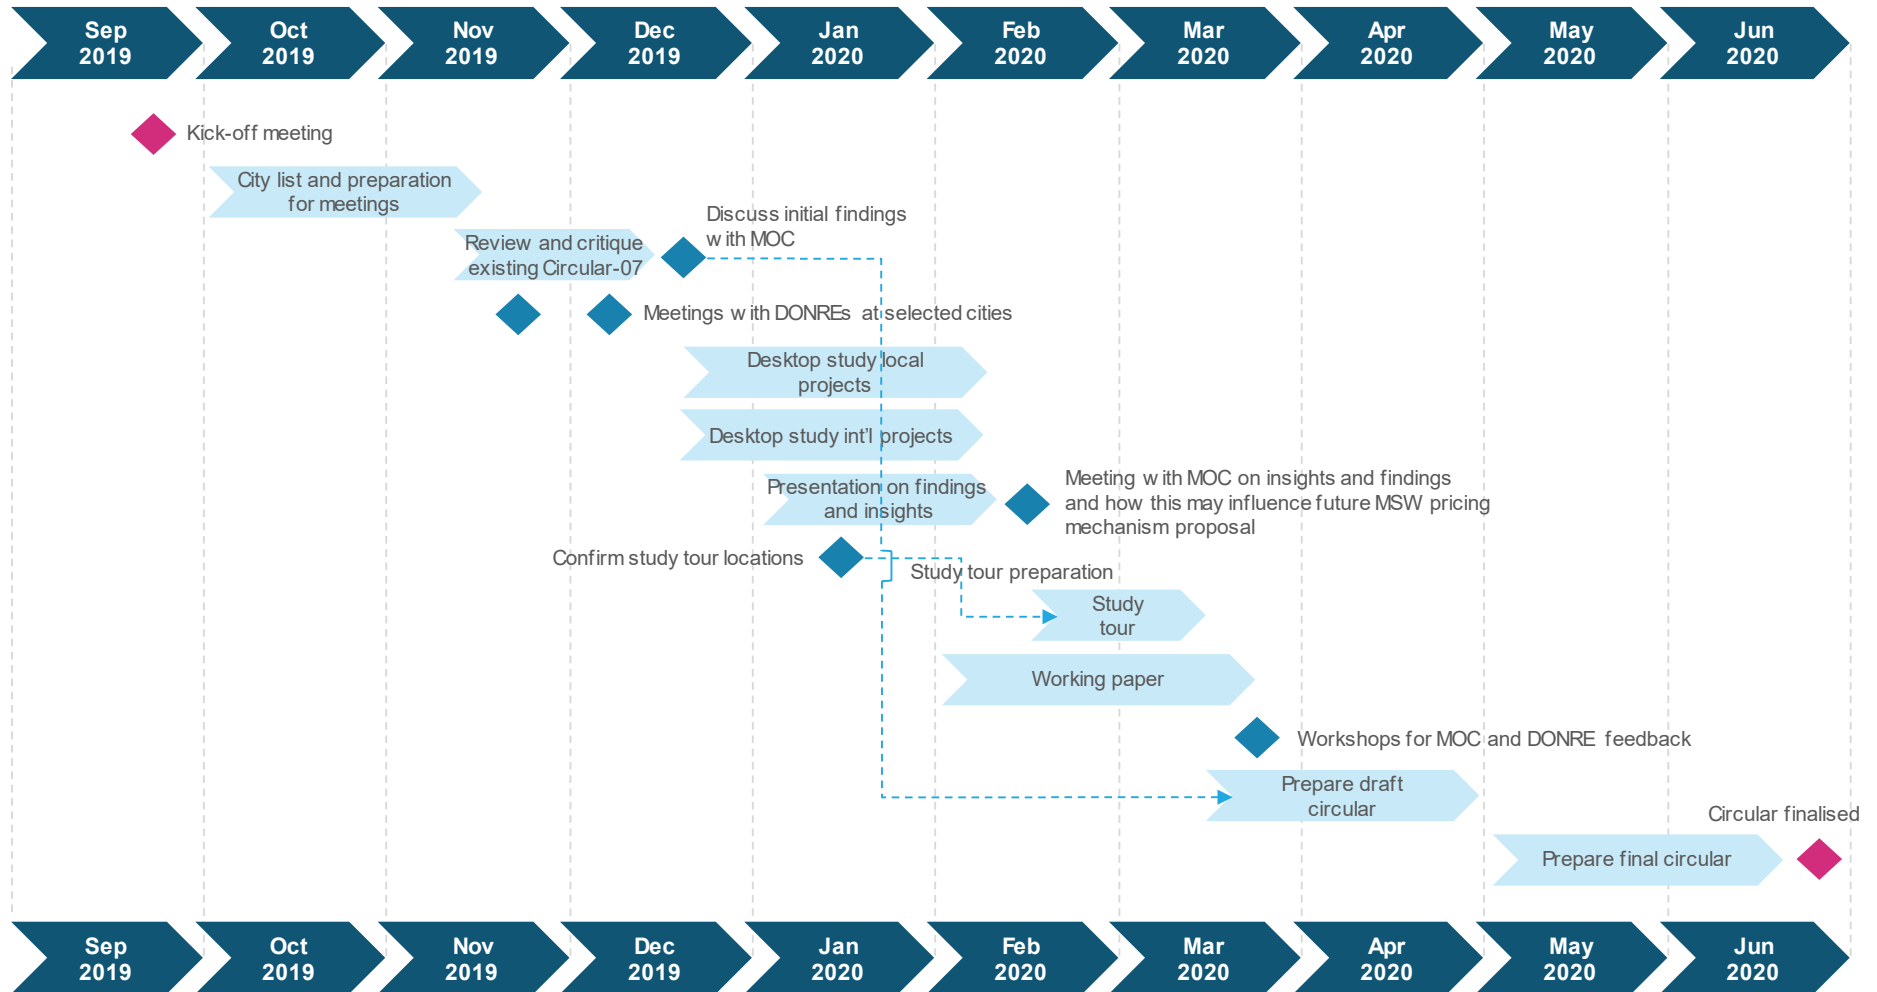 Sep
2019
Oct
2019
Nov
2019
Dec
2019
Jan
2020
Feb
2020
Mar
2020
Apr
2020
May
2020
Jun
2020
Kick-off meeting
City list and preparation
for meetings
Discuss initial findings
with MOC
Review and critique
existing Circular-07
Meetings with DONREs at selected cities
Desktop study local
projects
Desktop study int'l projects
Presentation on findings
and insights
Meeting with MOC on insights and findings
and how this may influence future MSW pricing
mechanism proposal
Confirm study tour locations
Study tour preparation
Study
tour
Working paper
Workshops for MOC and DONRE feedback
Prepare draft
circular
Circular finalised
Prepare final circular
Sep
2019
Oct
2019
Nov
2019
Dec
2019
Jan
2020
Feb
2020
Mar
2020
Apr
2020
May
2020
Jun
2020